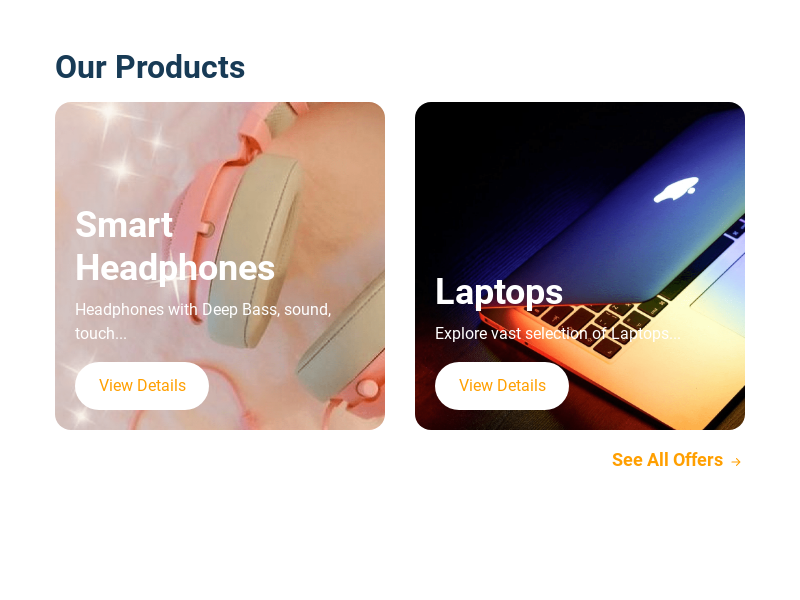 Our Products
Smart
Headphones
Headphones with Deep Bass, sound,
touch...
View Details
Laptops
Explore vast selection of Laptops...
View Details
See All Offers →